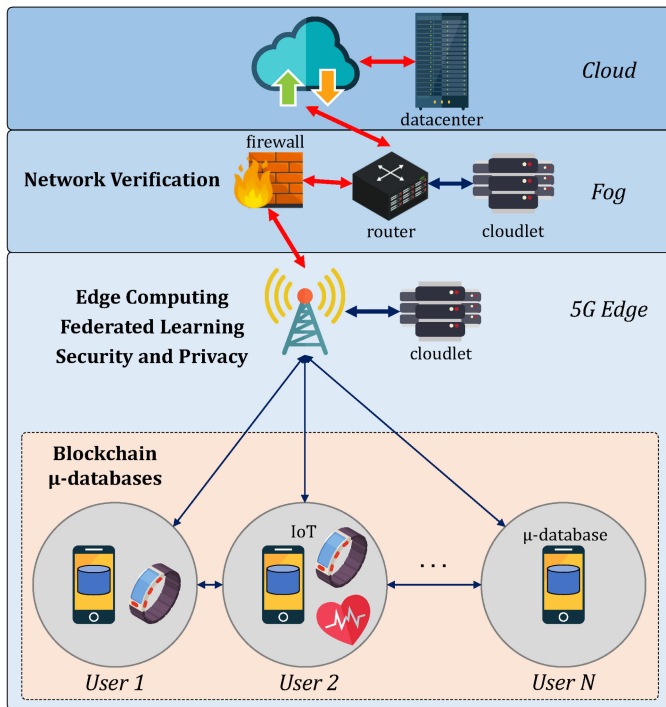 Cloud
datacenter
firewall
Network Verification
Fog
router
cloudlet
Edge Computing
Federated Learning
Security and Privacy
5G Edge
cloudlet
Blockchain
μ-databases
IoT
μ-database
. . .
User 1
User 2
User N